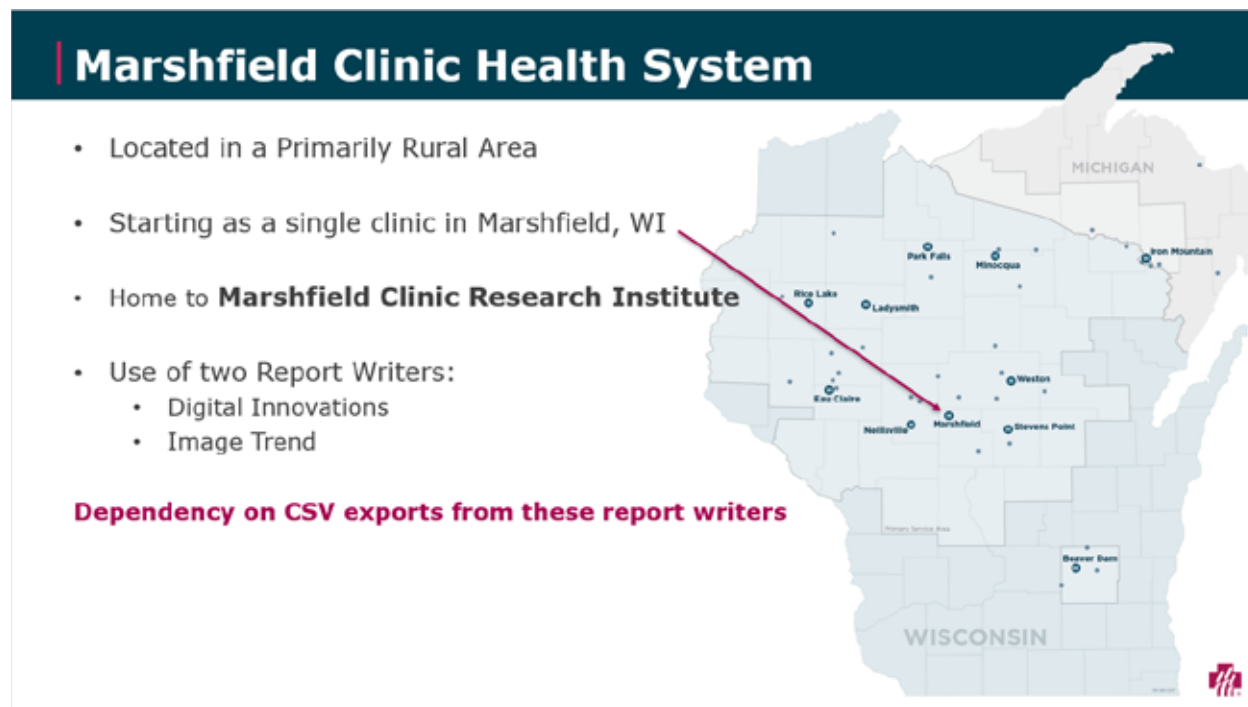 Marshfield Clinic Health System
• Located in a Primarily Rural Area
• Starting as a single clinic in Marshfield, WI
• Home to Marshfield Clinic Research Institute
• Use of two Report Writers:
• Digital Innovations
• Image Trend
Dependency on CSV exports from these report writers
MICHIGAN
Park Falls
Minocqua
Iron Mountain
Rice Lake
Ladysmith
Weston
Eau Claire
Neillsville
Marshfield
Stevens Point
Primary Service Area
Beaver Dam
WISCONSIN